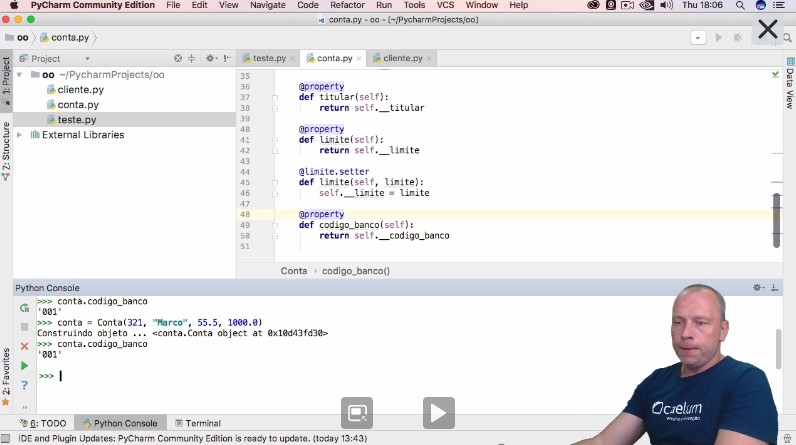 PyCharm Community Edition File Edit View Navigate Code Refactor Run Tools VCS Window Help Thu 18:06
conta.py - oo - [~/PycharmProjects/oo]
oo conta.py
Project
teste.py conta.py cliente.py
1: Project
Z: Structure
2: Favorites
Data View
oo ~/PycharmProjects/oo
cliente.py
conta.py
teste.py
External Libraries
35
36 @property
37 def titular(self):
38 return self.__titular
39
40 @property
41 def limite(self):
42 return self.__limite
43
44 @limite.setter
45 def limite(self, limite):
46 self.__limite = limite
47
48 @property
49 def codigo_banco(self):
50 return self.__codigo_banco
51
Conta codigo_banco()
Python Console
>>> conta.codigo_banco
'001'
>>> conta = Conta(321, "Marco", 55.5, 1000.0)
Construindo objeto ... <conta.Conta object at 0x10d43fd30>
>>> conta.codigo_banco
'001'
>>>
caelum
6: TODO Python Console Terminal
IDE and Plugin Updates: PyCharm Community Edition is ready to update. (today 13:43)